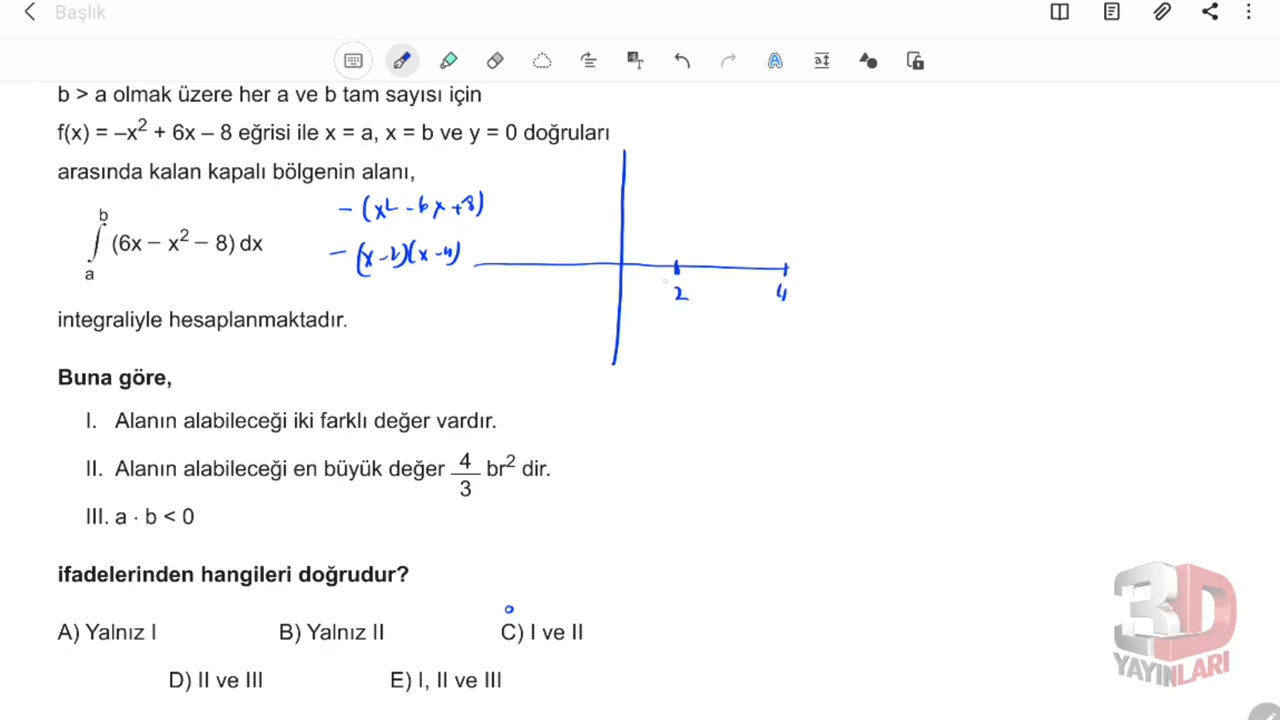 Başlık
b > a olmak üzere her a ve b tam sayısı için
f(x) = –x² + 6x – 8 eğrisi ile x = a, x = b ve y = 0 doğruları
arasında kalan kapalı bölgenin alanı,
- (x² - 6x + 8)
b
∫ (6x – x² – 8) dx
a
- (x - 2)(x - 4)
2 4
integraliyle hesaplanmaktadır.
Buna göre,
I. Alanın alabileceği iki farklı değer vardır.
II. Alanın alabileceği en büyük değer 4/3 br² dir.
III. a · b < 0
ifadelerinden hangileri doğrudur?
A) Yalnız I B) Yalnız II C) I ve II
D) II ve III E) I, II ve III
3D
YAYINLARI